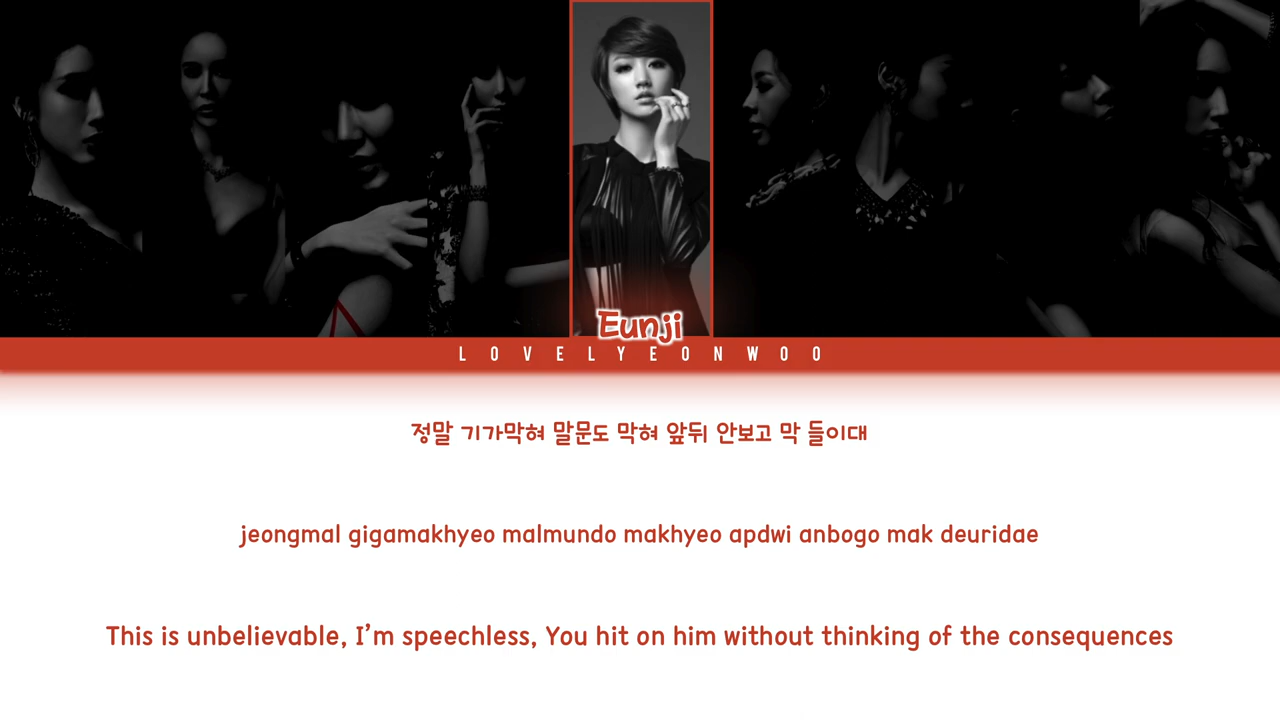 Eunji
LOVELYEONWOO
정말 기가막혀 말문도 막혀 앞뒤 안보고 막 들이대
jeongmal gigamakhyeo malmundo makhyeo apdwi anbogo mak deuridae
This is unbelievable, I’m speechless, You hit on him without thinking of the consequences